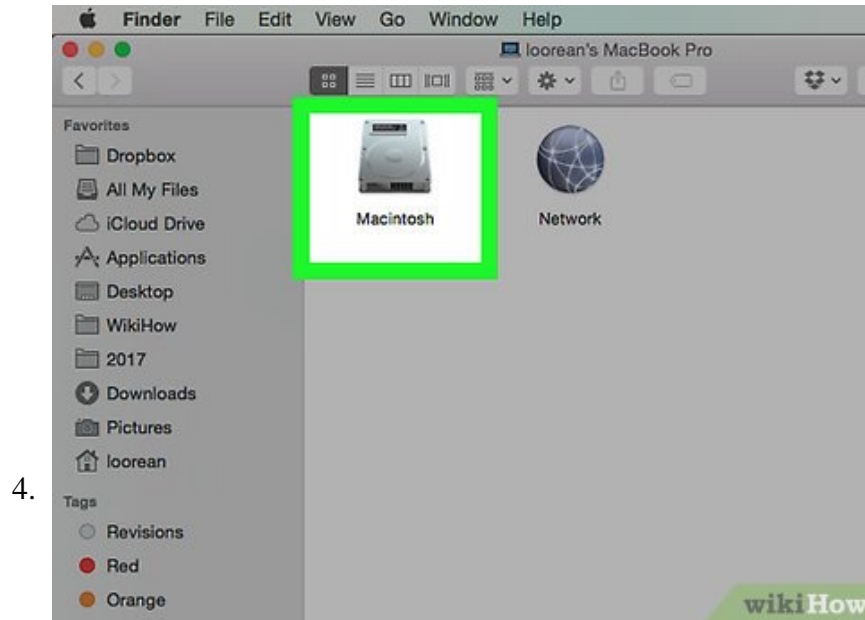 Finder File Edit View Go Window Help
loorean's MacBook Pro
Favorites
Dropbox
All My Files
iCloud Drive
Applications
Desktop
WikiHow
2017
Downloads
Pictures
loorean
Macintosh
Network
4.
Tags
Revisions
Red
Orange
wikiHow